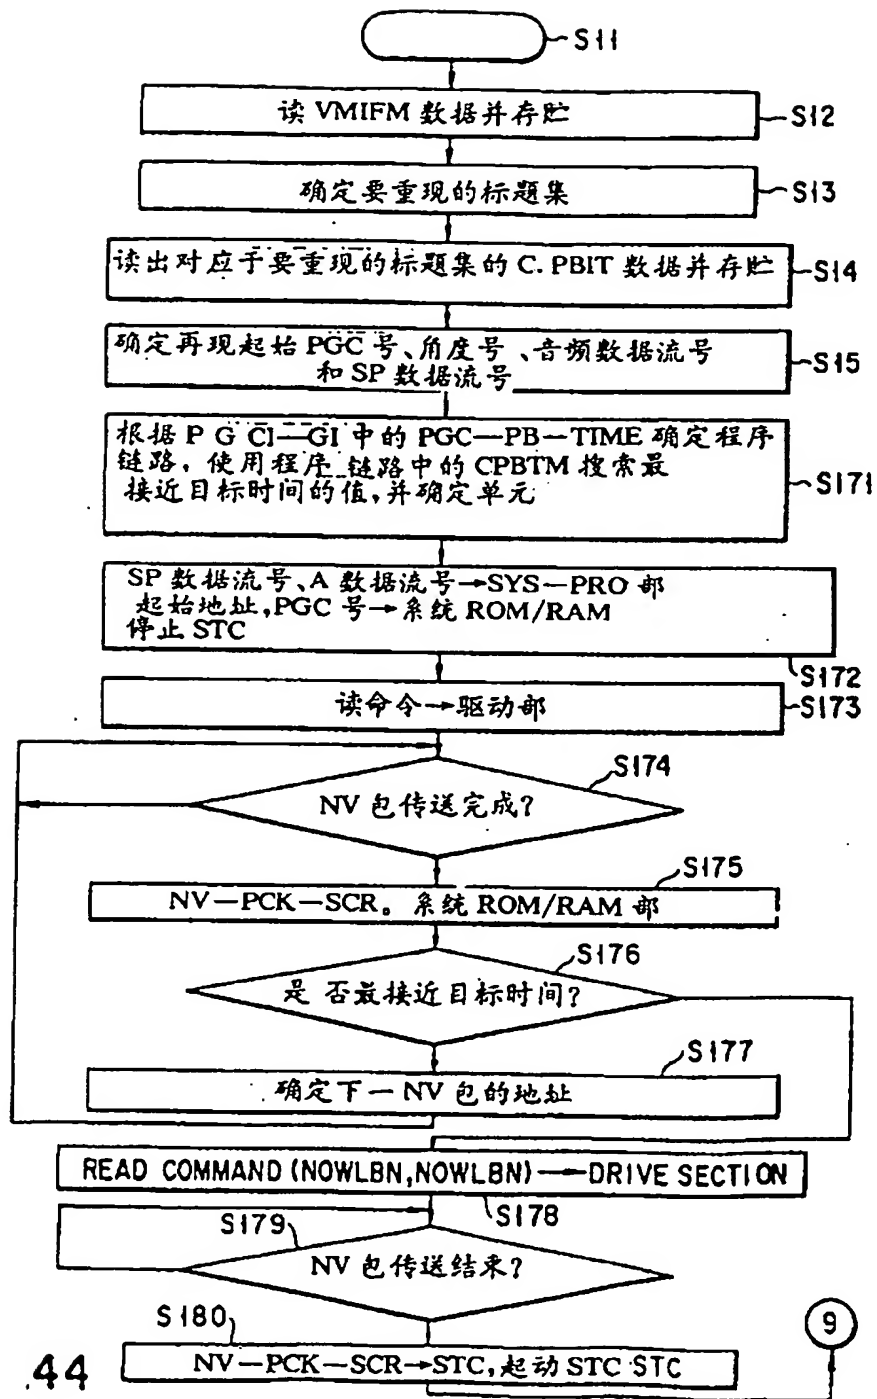 S11
读 VMIFM 数据并存贮
S12
确定要重现的标题集
S13
读出对应于要重现的标题集的 C. PBIT 数据并存贮
S14
确定再现起始 PGC 号、角度号、音频数据流号
和 SP 数据流号
S15
根据 P G CI—GI 中的 PGC—PB—TIME 确定程序
链路, 使用程序 链路中的 CPBTM 搜索最
接近目标时间的值,并确定单元
S171
SP 数据流号、A 数据流号→SYS—PRO 部
起始地址,PGC 号→系统 ROM/RAM
停止 STC
S172
读命令→驱动部
S173
S174
NV 包传送完成?
S175
NV—PCK—SCR。系统 ROM/RAM 部
S176
是 否最接近目标时间?
S177
确定下一 NV 包的地址
READ COMMAND (NOWLBN,NOWLBN)→DRIVE SECTION
S178
S179
NV 包传送结束?
S180
9
NV—PCK—SCR→STC,起动 STC STC
44